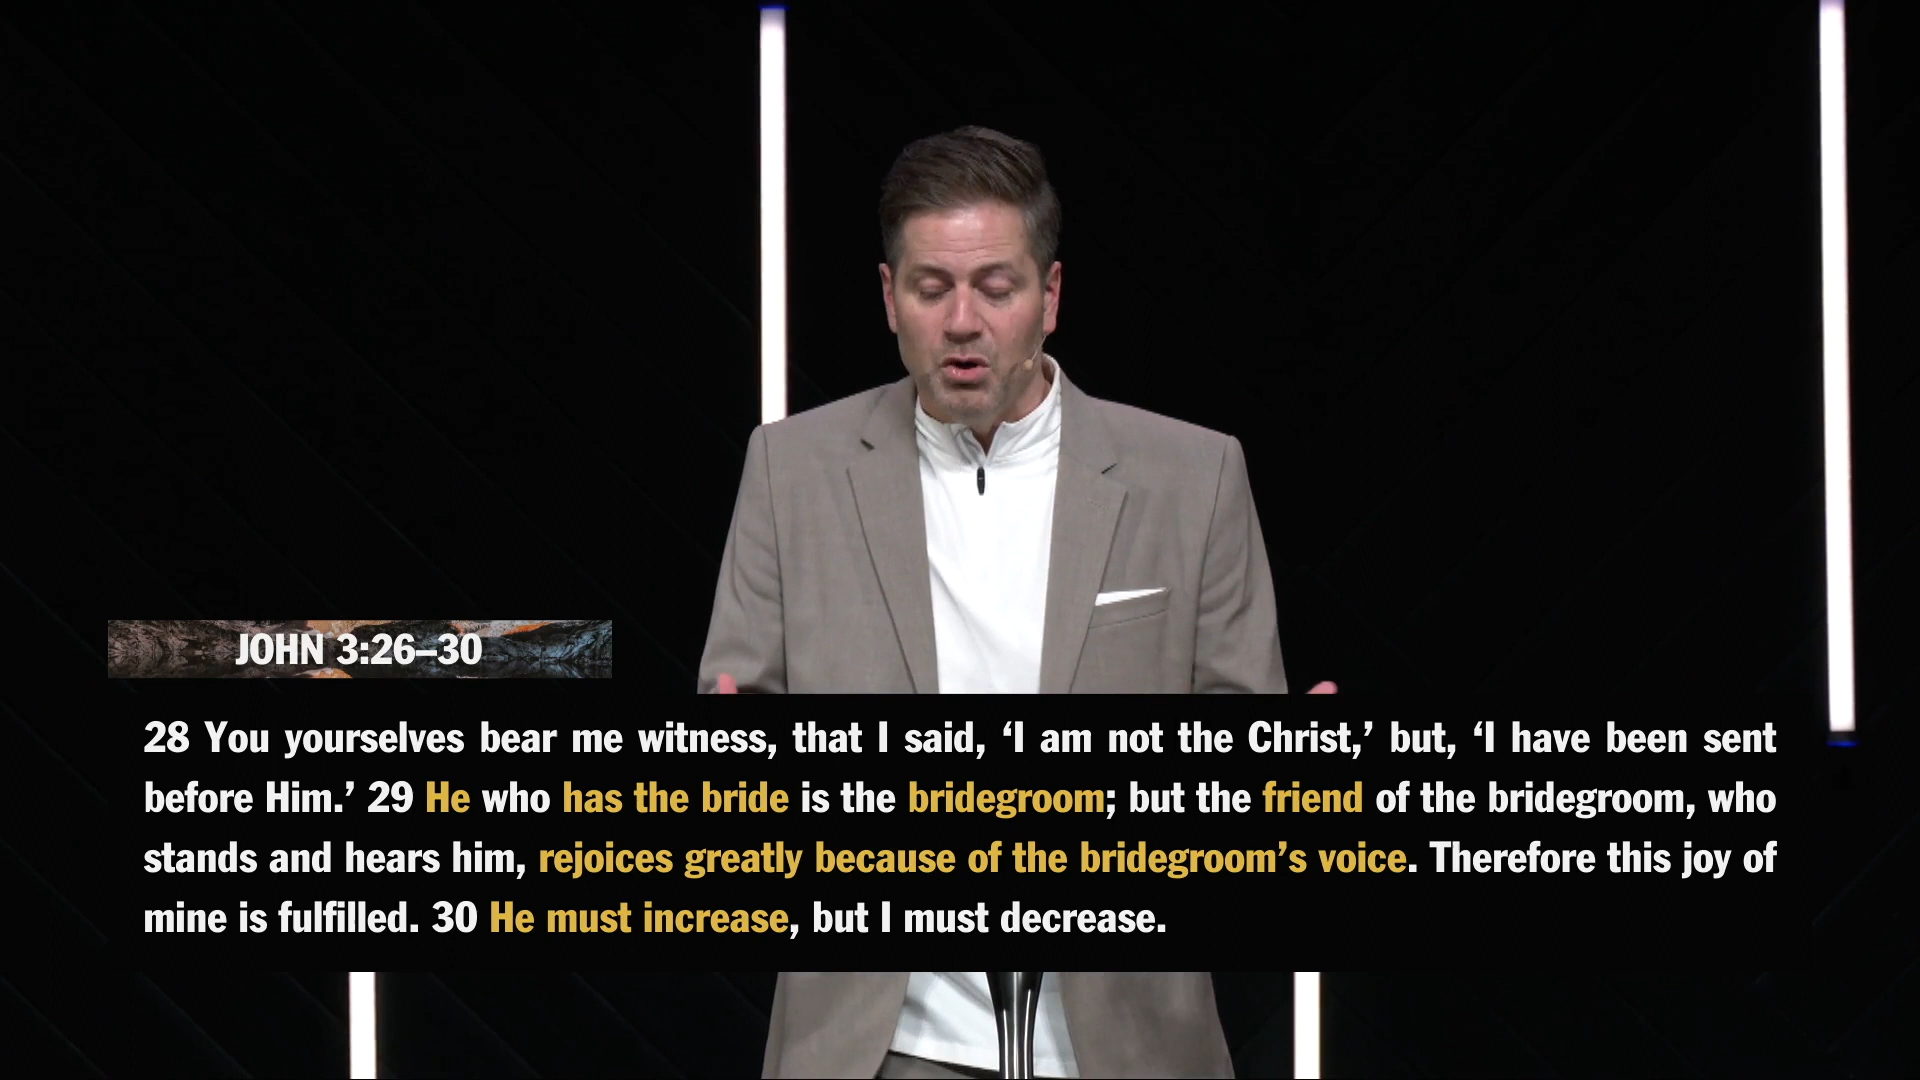 JOHN 3:26–30
28 You yourselves bear me witness, that I said, ‘I am not the Christ,’ but, ‘I have been sent
before Him.’ 29 He who has the bride is the bridegroom; but the friend of the bridegroom, who
stands and hears him, rejoices greatly because of the bridegroom’s voice. Therefore this joy of
mine is fulfilled. 30 He must increase, but I must decrease.